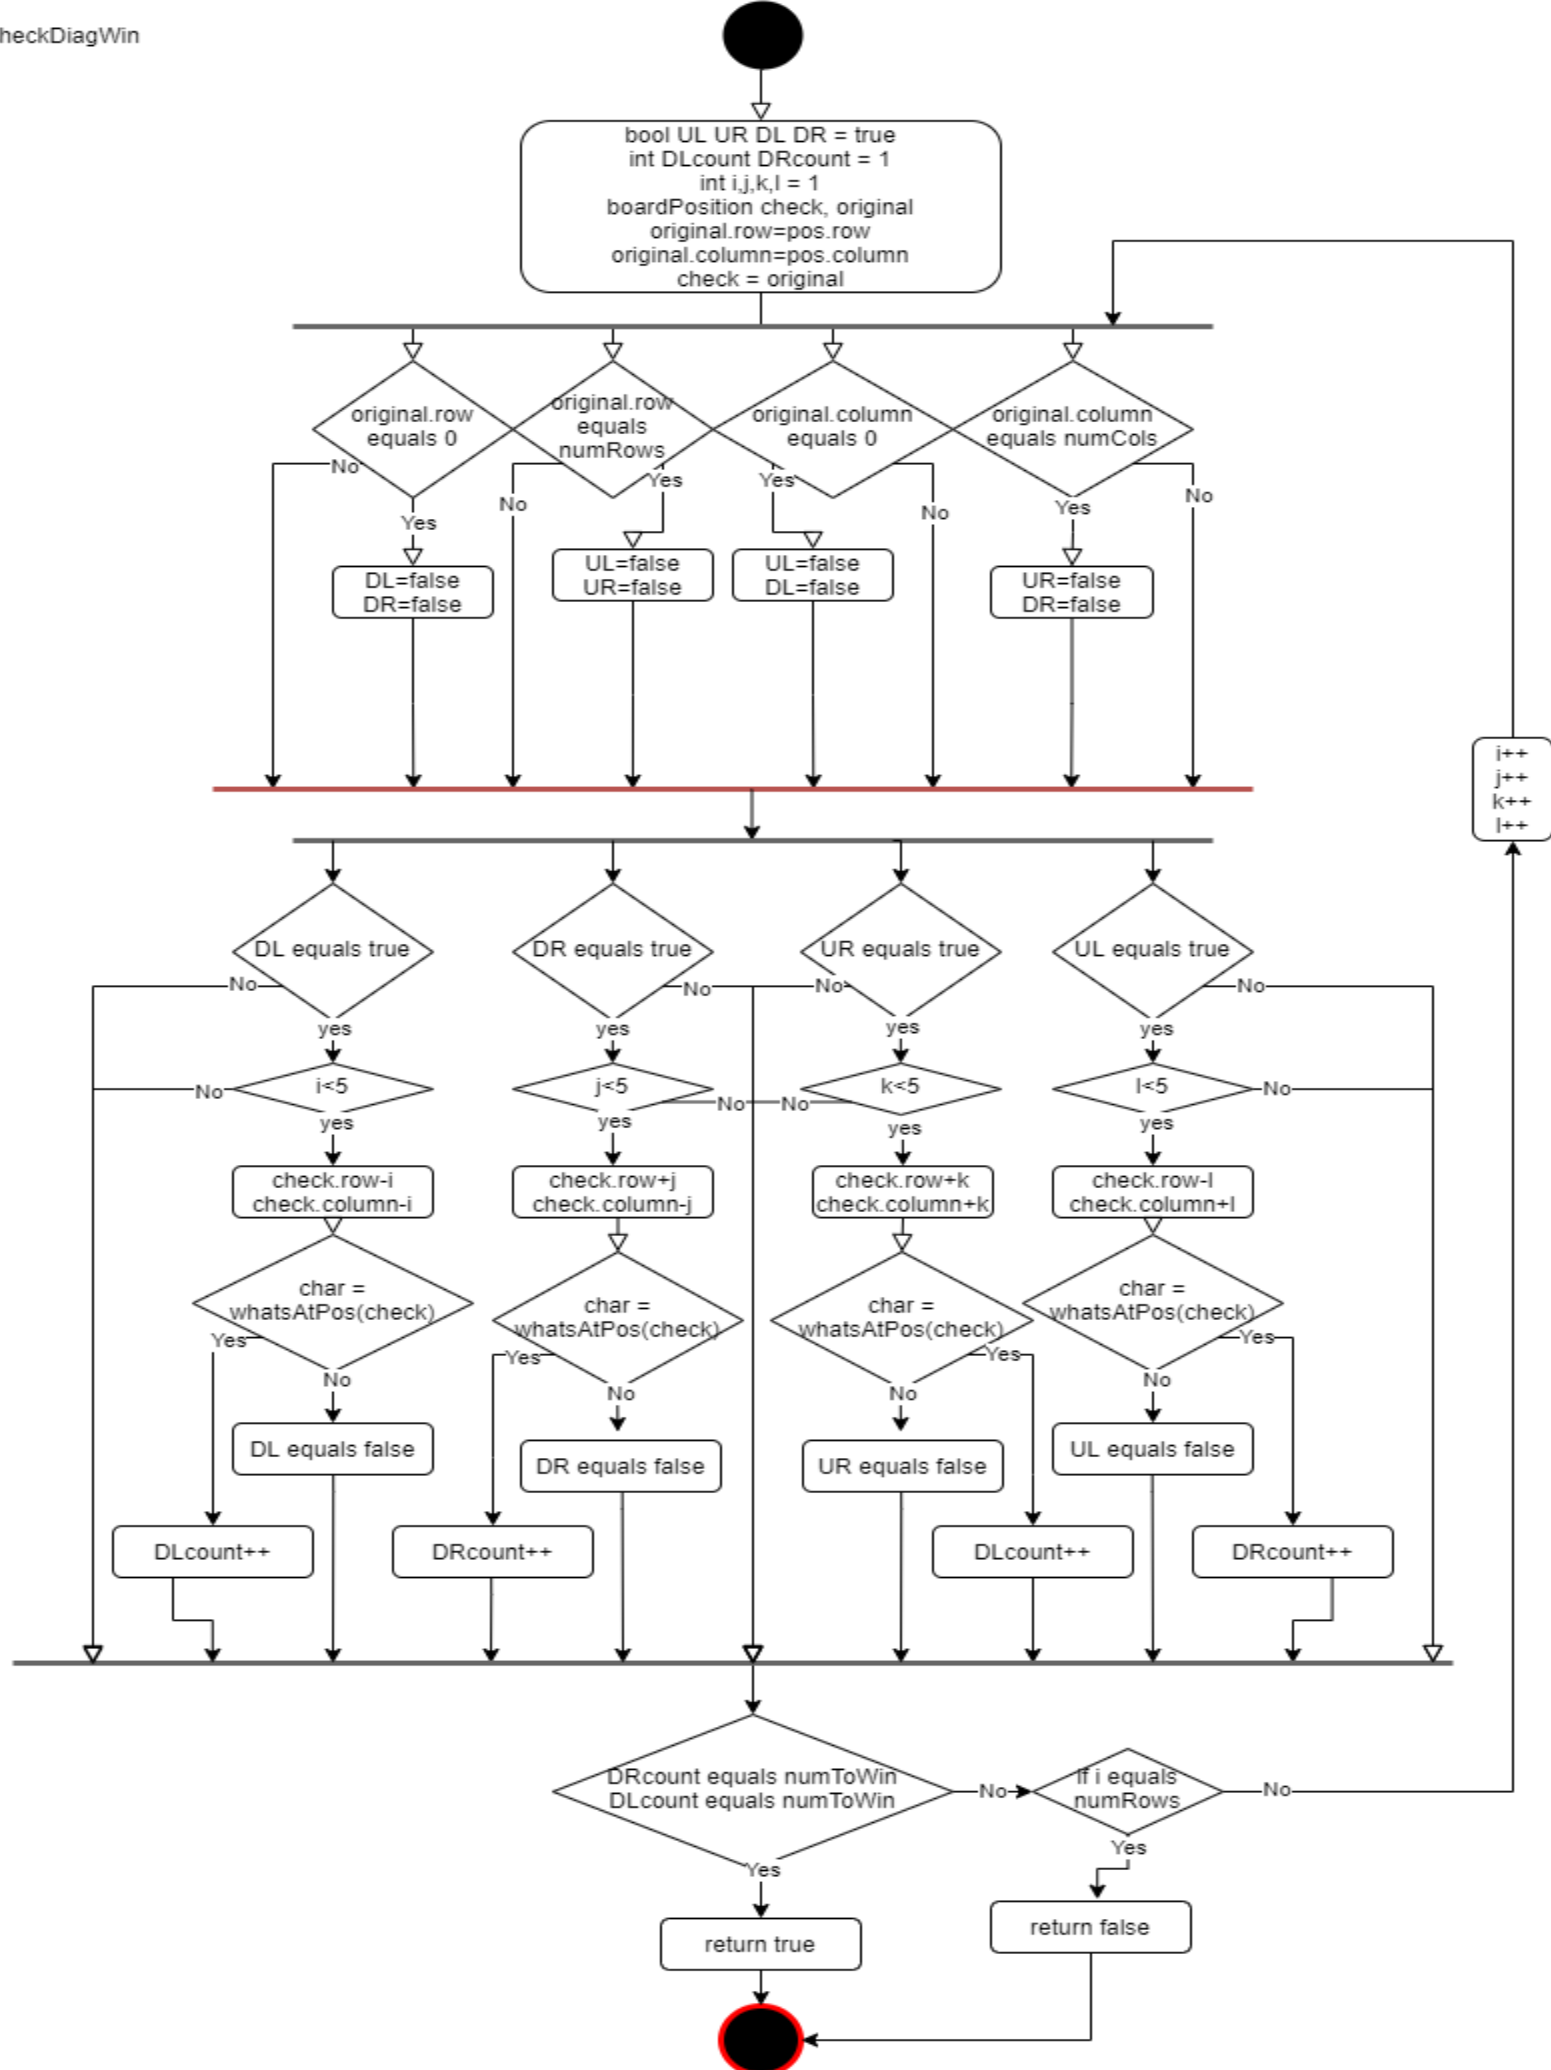 heckDiagWin
bool UL UR DL DR = true
int DLcount DRcount = 1
int i,j,k,l = 1
boardPosition check, original
original.row=pos.row
original.column=pos.column
check = original
original.row
equals 0
original.row
equals
numRows
original.column
equals 0
original.column
equals numCols
No
Yes
No
Yes
Yes
No
Yes
No
DL=false
DR=false
UL=false
UR=false
UL=false
DL=false
UR=false
DR=false
i++
j++
k++
l++
DL equals true
DR equals true
UR equals true
UL equals true
No
No
No
No
yes
yes
yes
yes
i<5
j<5
k<5
l<5
No
No
No
No
yes
yes
yes
yes
check.row-i
check.column-i
check.row+j
check.column-j
check.row+k
check.column+k
check.row-l
check.column+l
char =
whatsAtPos(check)
char =
whatsAtPos(check)
char =
whatsAtPos(check)
char =
whatsAtPos(check)
Yes
No
Yes
No
No
Yes
No
Yes
DL equals false
DR equals false
UR equals false
UL equals false
DLcount++
DRcount++
DLcount++
DRcount++
DRcount equals numToWin
DLcount equals numToWin
No
If i equals
numRows
No
Yes
Yes
return true
return false